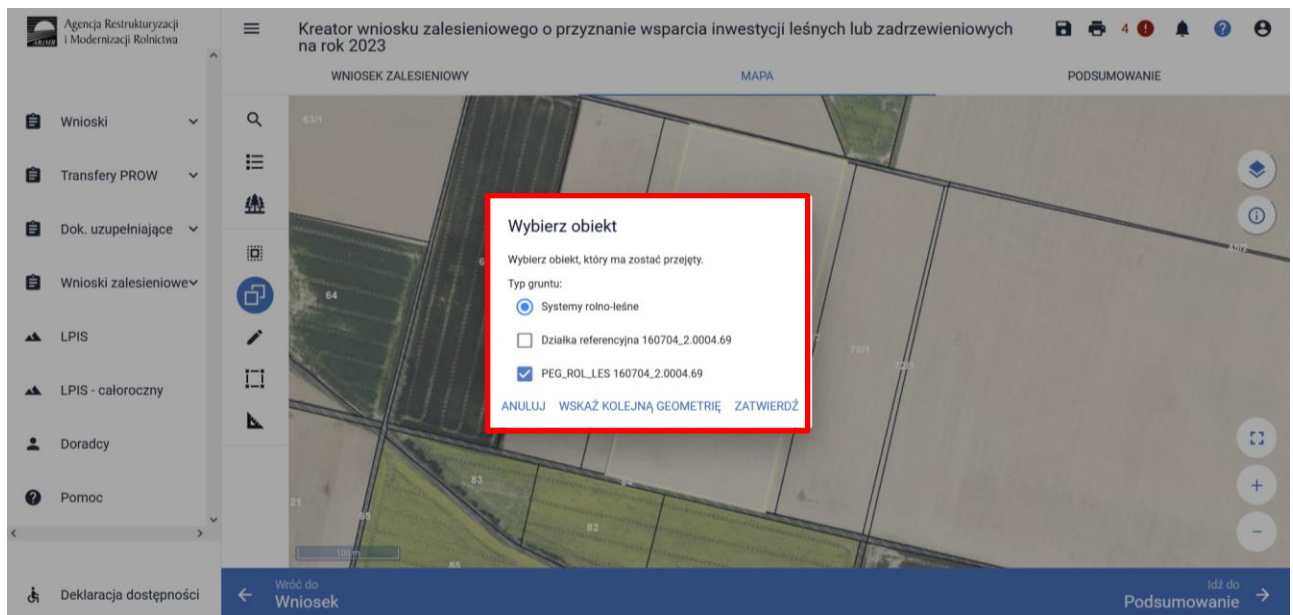 Agencja Restrukturyzacji
i Modernizacji Rolnictwa
ARiMR
Wnioski
Transfery PROW
Dok. uzupełniające
Wnioski zalesieniowe
LPIS
LPIS - całoroczny
Doradcy
Pomoc
Deklaracja dostępności
Kreator wniosku zalesieniowego o przyznanie wsparcia inwestycji leśnych lub zadrzewieniowych
na rok 2023
4
WNIOSEK ZALESIENIOWY
MAPA
PODSUMOWANIE
63/1
64
70/1
83
82
21
85
100 m
Wybierz obiekt
Wybierz obiekt, który ma zostać przejęty.
Typ gruntu:
Systemy rolno-leśne
Działka referencyjna 160704_2.0004.69
PEG_ROL_LES 160704_2.0004.69
ANULUJ WSKAŻ KOLEJNĄ GEOMETRIĘ ZATWIERDŹ
Wróć do
Wniosek
Idź do
Podsumowanie